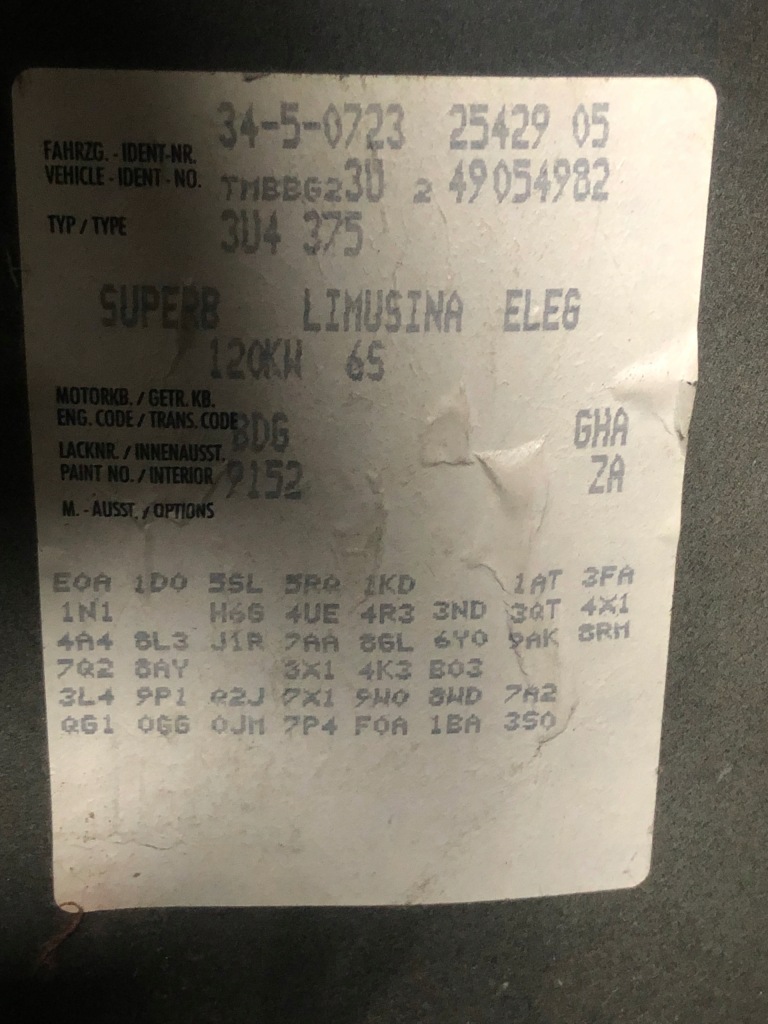 34-5-0723 25429 05
FAHRZG. - IDENT-NR.
VEHICLE - IDENT - NO. TMBBG23U 2 49054982
TYP / TYPE 3U4 375
SUPERB LIMUSINA ELEG
120KW 6S
MOTORKB. / GETR. KB.
ENG. CODE / TRANS. CODE BDG GHA
LACKNR. / INNENAUSST.
PAINT NO. / INTERIOR 9152 ZA
M. - AUSST. / OPTIONS
E0A 1D0 5SL 5RQ 1KD 1AT 3FA
1N1 H6G 4UE 4R3 3ND 3QT 4X1
4A4 8L3 J1R 7AA 8GL 6Y0 9AK 8RM
7Q2 8AY 3X1 4K3 B03
3L4 9P1 Q2J 7X1 9W0 8WD 7A2
QG1 0GG 0JM 7P4 F0A 1BA 3S0